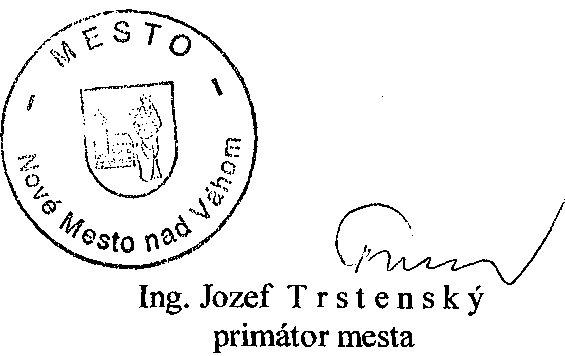 MESTO
Nové Mesto nad Váhom
Ing. Jozef T r s t e n s k ý
primátor mesta